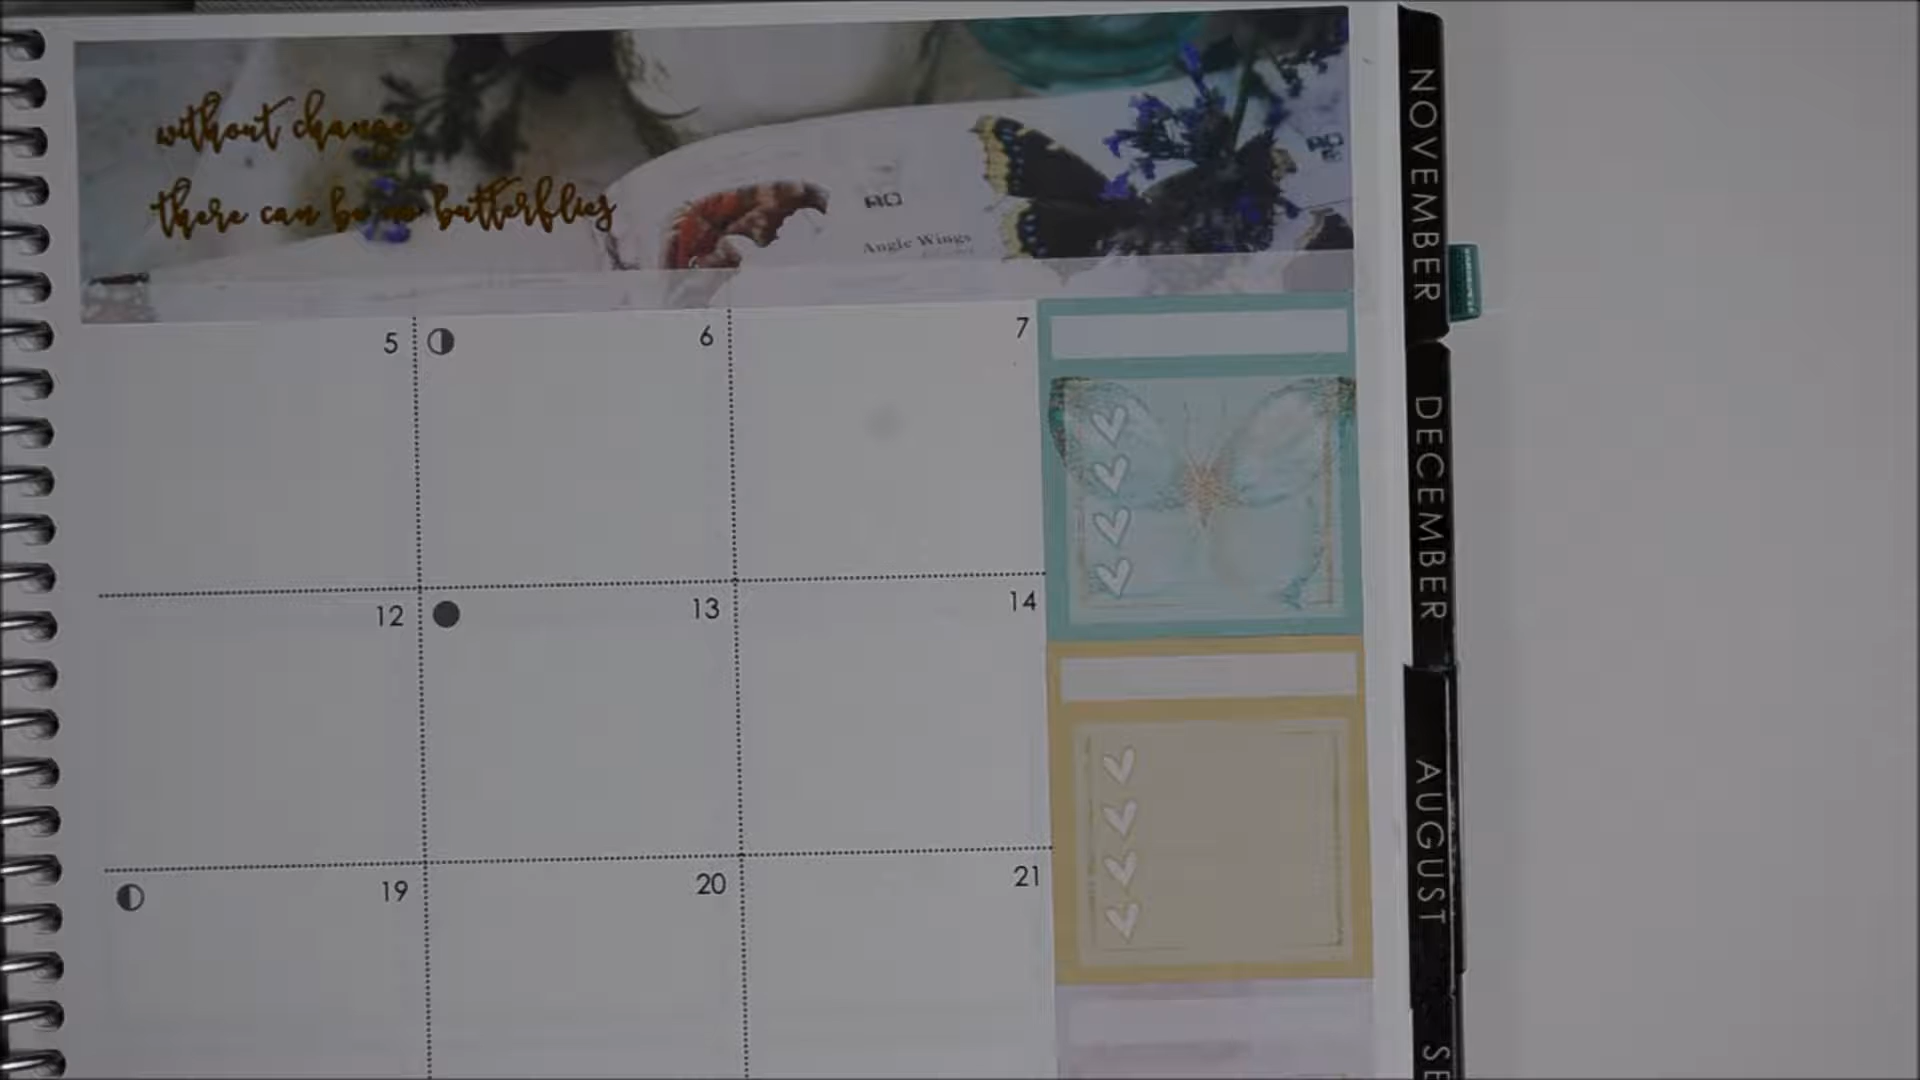 without change
there can be no butterflies
Angle Wings
5
6
7
12
13
14
19
20
21
NOVEMBER
DECEMBER
AUGUST
SE